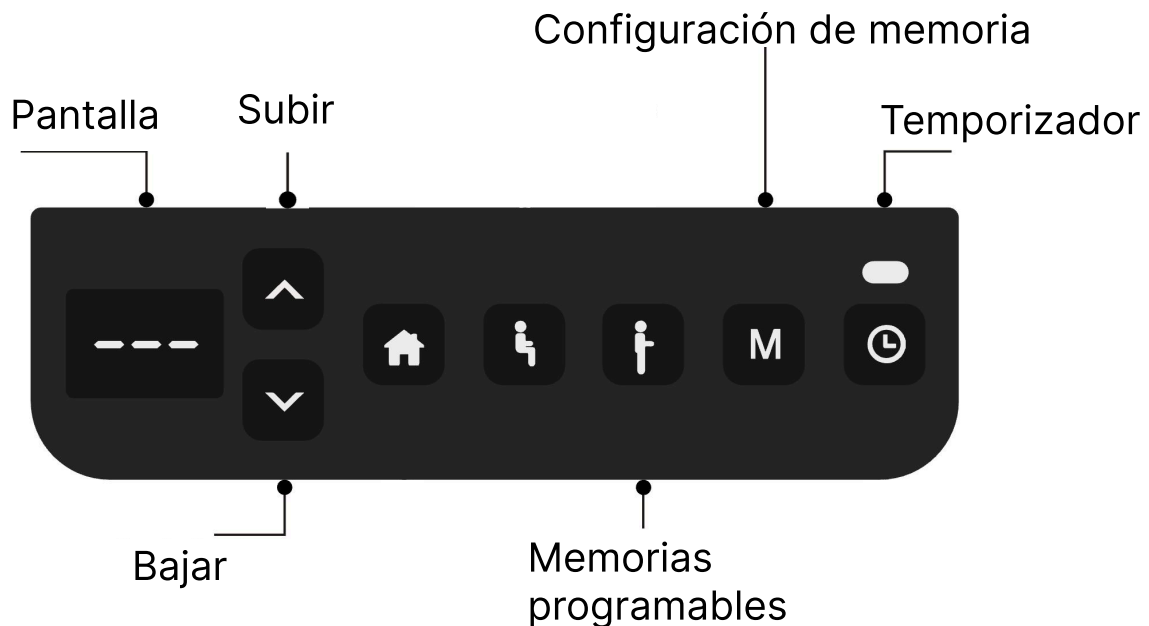 Configuración de memoria
Pantalla
Subir
Temporizador
M
Bajar
Memorias
programables